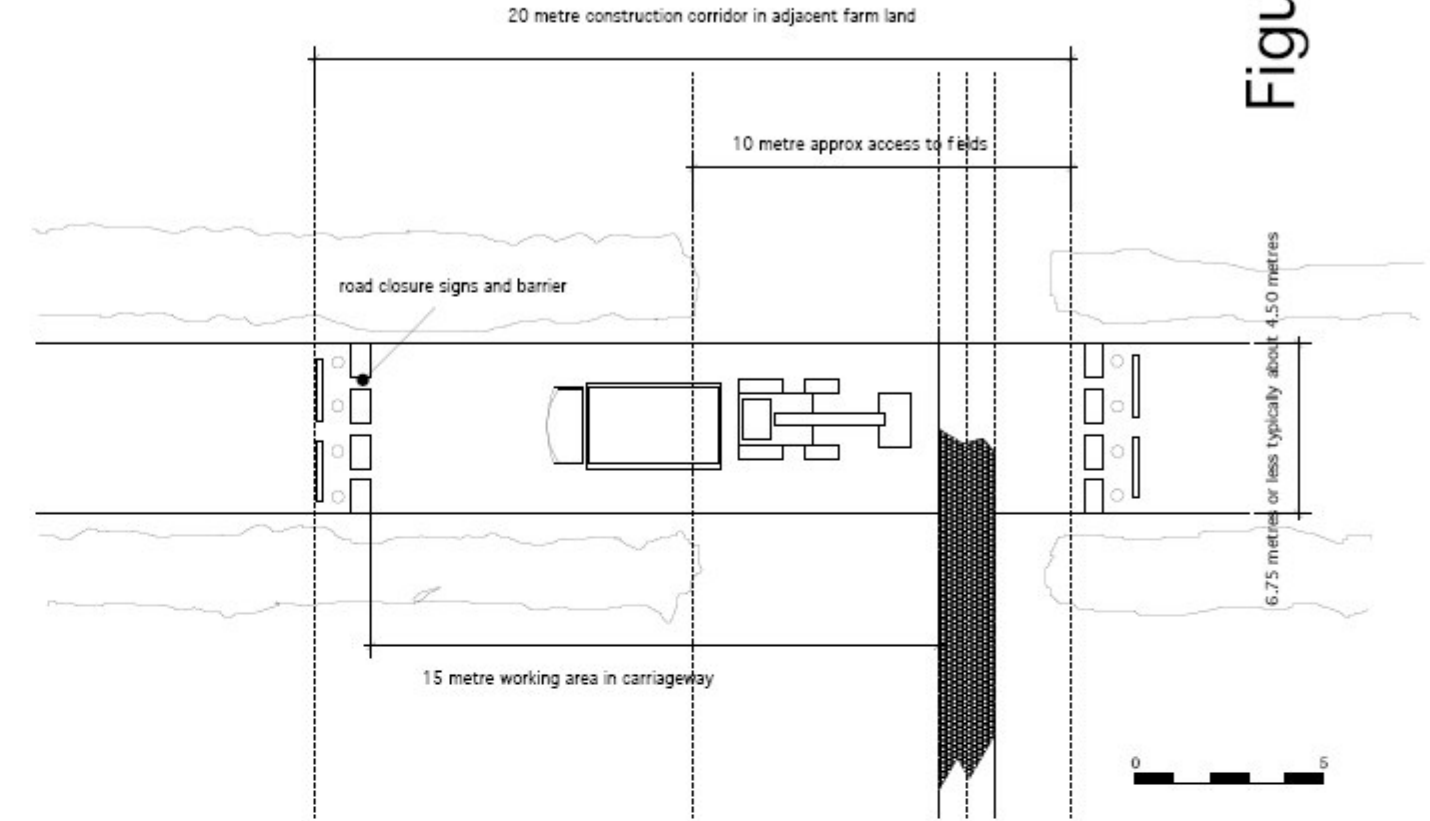 20 metre construction corridor in adjacent farm land
Figu
10 metre approx access to fields
road closure signs and barrier
6.75 metres or less typically about 4.50 metres
15 metre working area in carriageway
0 5